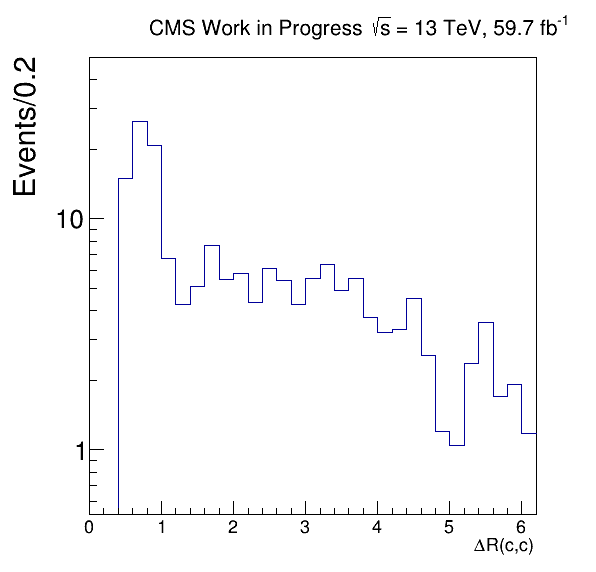 CMS Work in Progress √s = 13 TeV, 59.7 fb⁻¹
Events/0.2
10
1
0 1 2 3 4 5 6
ΔR(c,c)